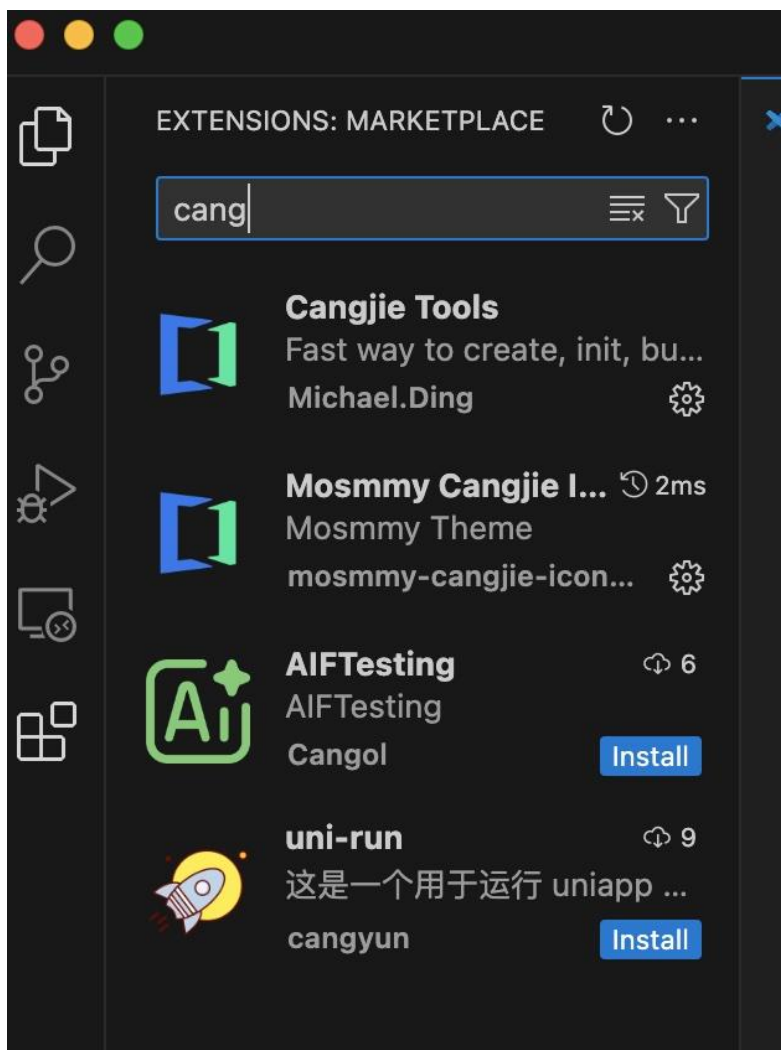 EXTENSIONS: MARKETPLACE
cang
Cangjie Tools
Fast way to create, init, bu...
Michael.Ding
Mosmmy Cangjie I... 2ms
Mosmmy Theme
mosmmy-cangjie-icon...
Ai
AIFTesting 6
AIFTesting
Cangol Install
uni-run 9
这是一个用于运行 uniapp ...
cangyun Install